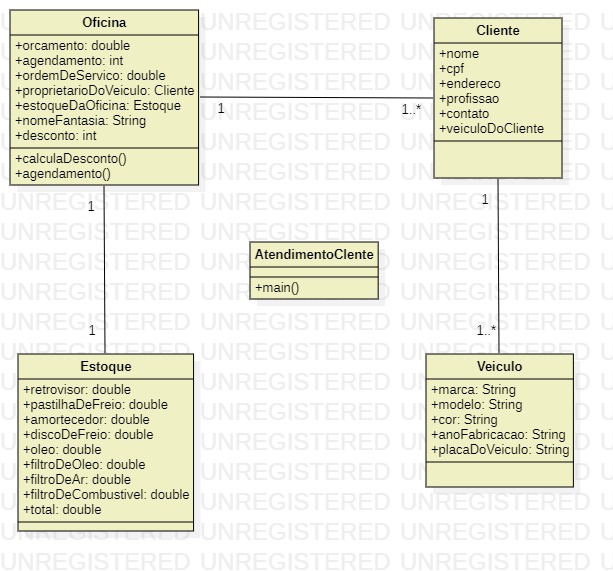 Oficina
+orcamento: double
+agendamento: int
+ordemDeServico: double
+proprietarioDoVeiculo: Cliente
+estoqueDaOficina: Estoque
+nomeFantasia: String
+desconto: int
+calculaDesconto()
+agendamento()
1
1..*
Cliente
+nome
+cpf
+endereco
+profissao
+contato
+veiculoDoCliente
1
1
AtendimentoClente
+main()
1
1..*
Estoque
+retrovisor: double
+pastilhaDeFreio: double
+amortecedor: double
+discoDeFreio: double
+oleo: double
+filtroDeOleo: double
+filtroDeAr: double
+filtroDeCombustivel: double
+total: double
Veiculo
+marca: String
+modelo: String
+cor: String
+anoFabricacao: String
+placaDoVeiculo: String
UNREGISTERED